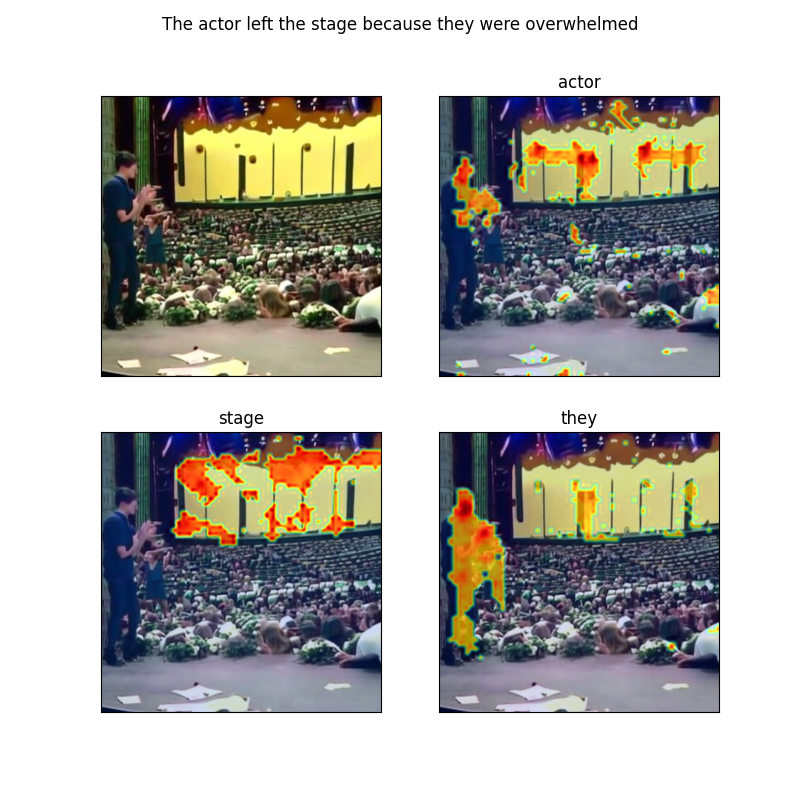 The actor left the stage because they were overwhelmed
actor
stage
they